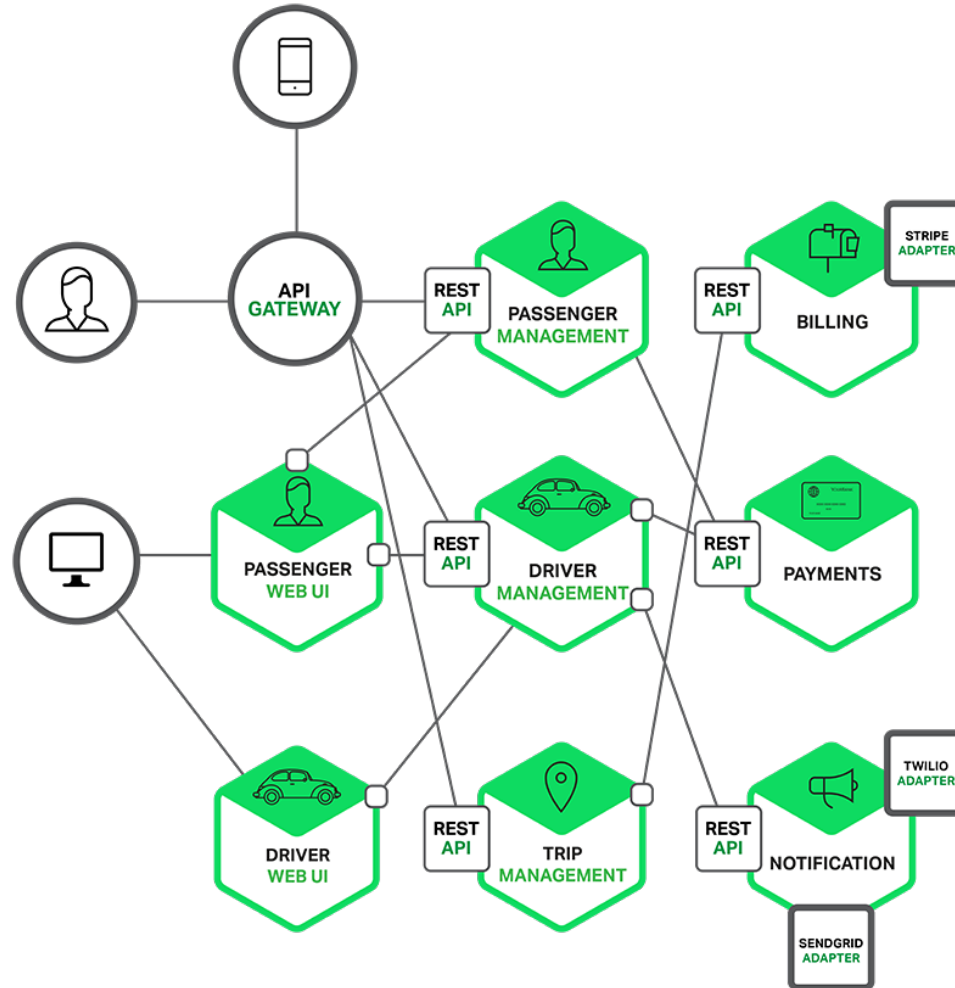 API
GATEWAY
REST
API
PASSENGER
MANAGEMENT
REST
API
BILLING
STRIPE
ADAPTER
PASSENGER
WEB UI
REST
API
DRIVER
MANAGEMENT
REST
API
PAYMENTS
DRIVER
WEB UI
REST
API
TRIP
MANAGEMENT
REST
API
NOTIFICATION
TWILIO
ADAPTER
SENDGRID
ADAPTER